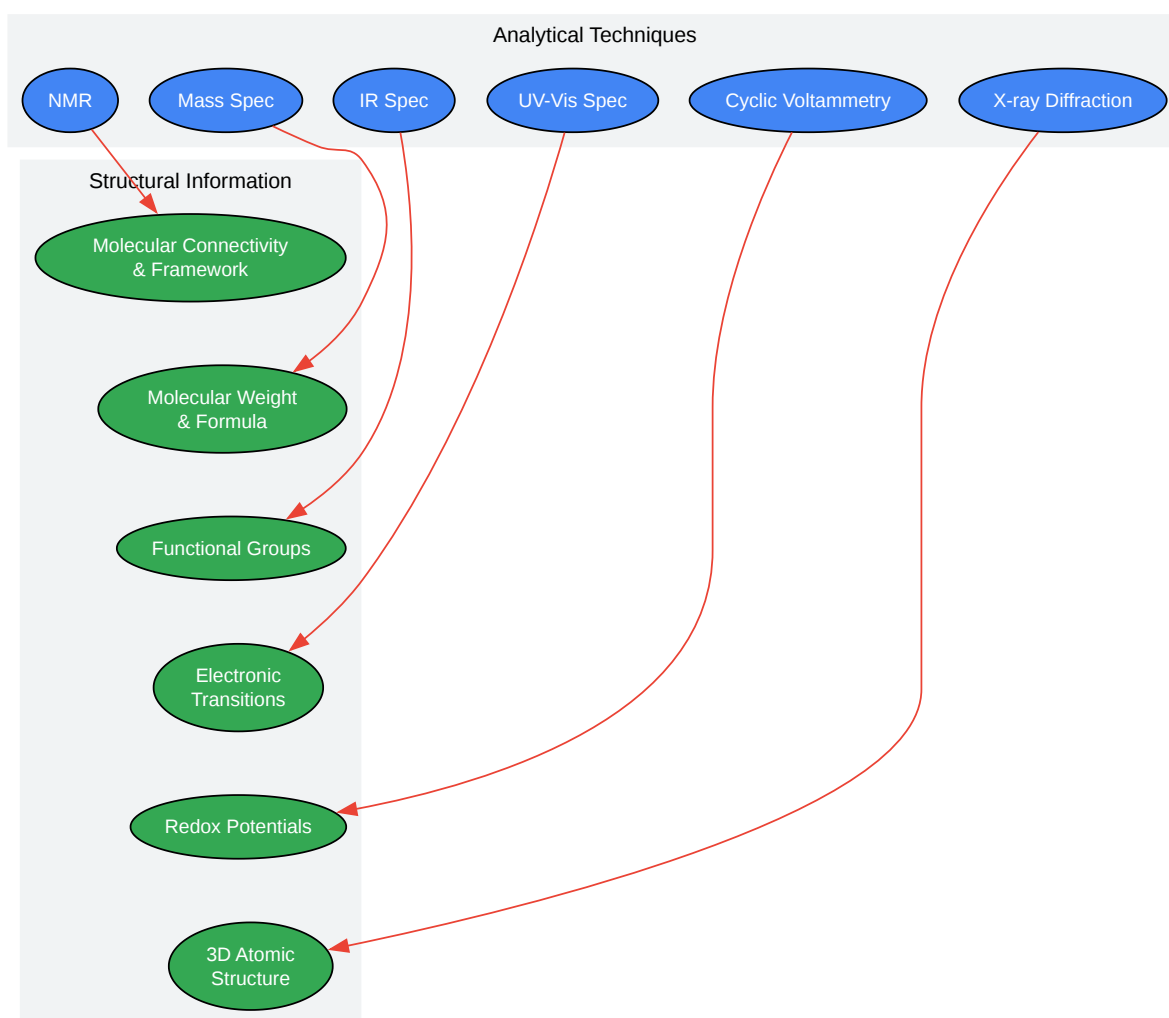 Analytical Techniques
NMR
Mass Spec
IR Spec
UV-Vis Spec
Cyclic Voltammetry
X-ray Diffraction
Structural Information
Molecular Connectivity
& Framework
Molecular Weight
& Formula
Functional Groups
Electronic
Transitions
Redox Potentials
3D Atomic
Structure